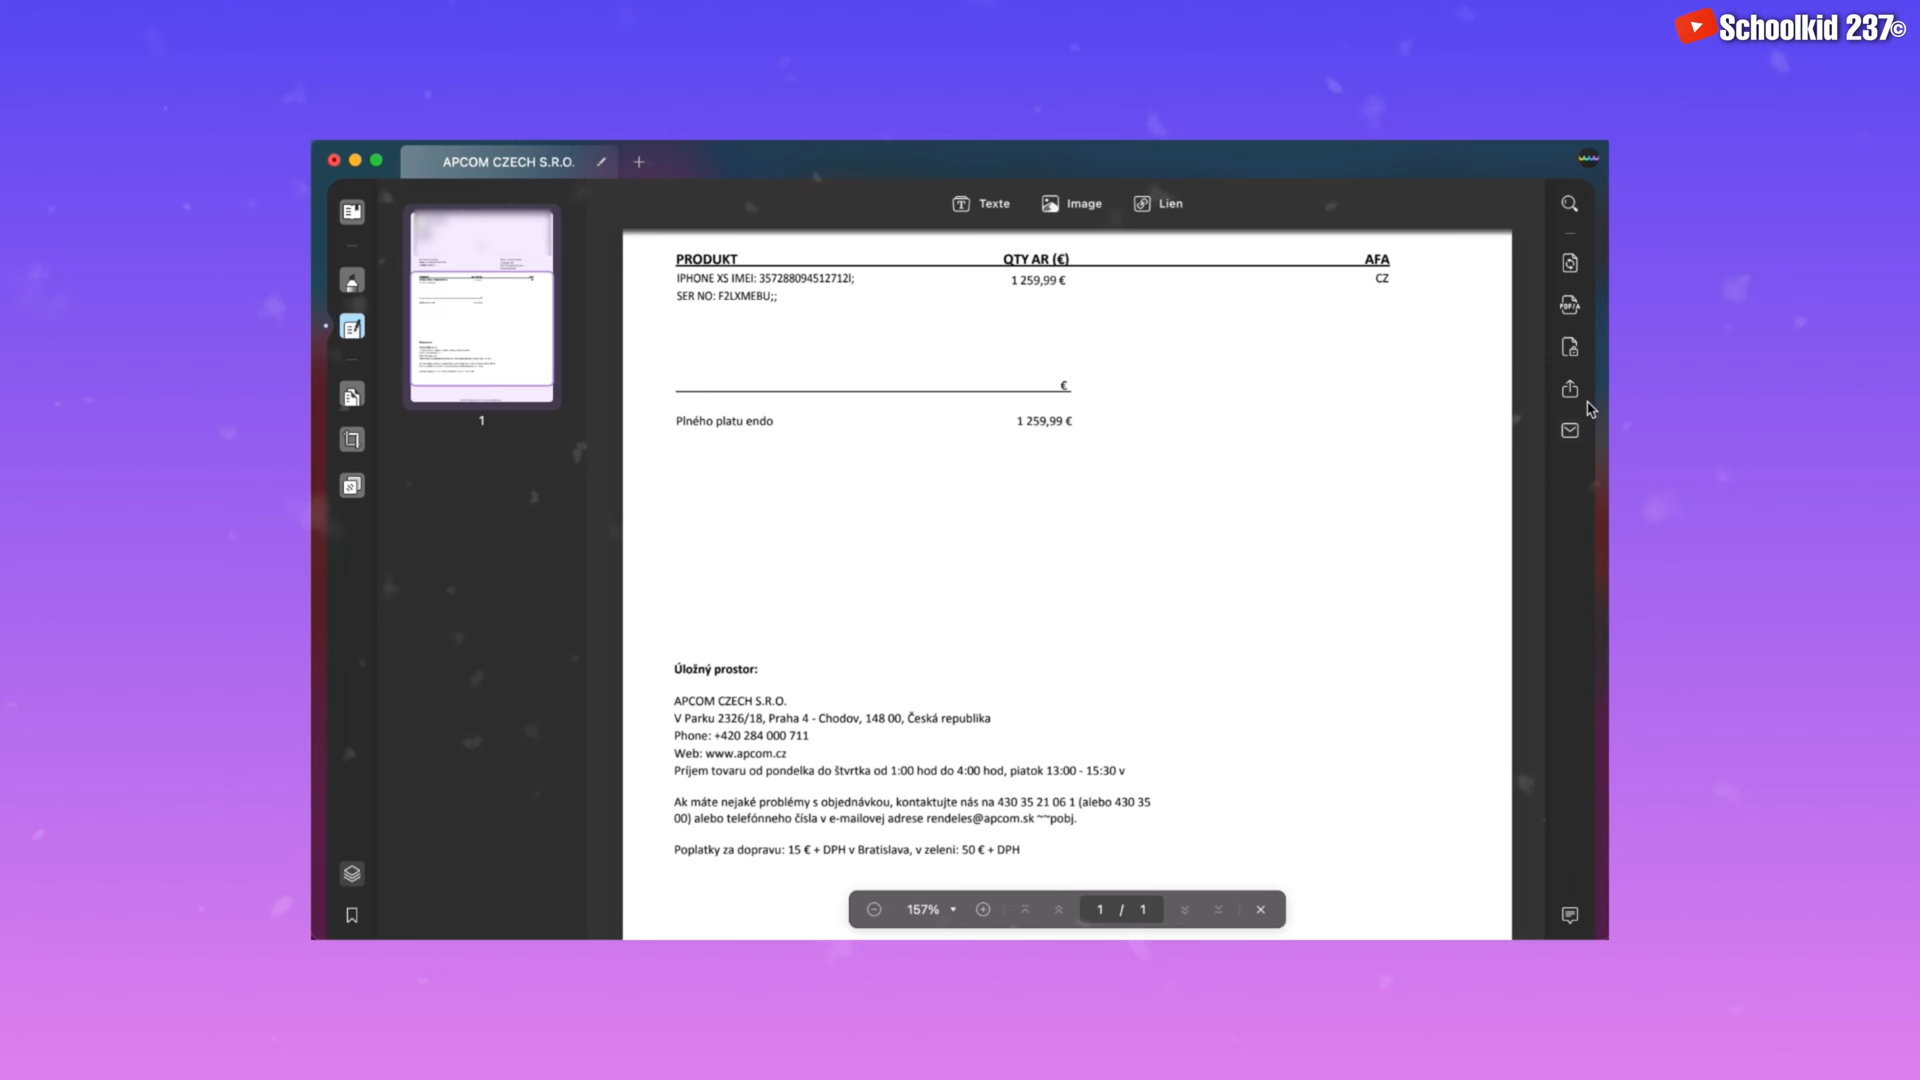 Schoolkid 237©
APCOM CZECH S.R.O.
Texte
Image
Lien
PDF/A
PRODUKT QTY AR (€) AFA
IPHONE XS IMEI: 357288094512712l; 1 259,99 € CZ
SER NO: F2LXMEBU;;
€
Plného platu endo 1 259,99 €
1
Úložný prostor:
APCOM CZECH S.R.O.
V Parku 2326/18, Praha 4 - Chodov, 148 00, Česká republika
Phone: +420 284 000 711
Web: www.apcom.cz
Príjem tovaru od pondelka do štvrtka od 1:00 hod do 4:00 hod, piatok 13:00 - 15:30 v
Ak máte nejaké problémy s objednávkou, kontaktujte nás na 430 35 21 06 1 (alebo 430 35
00) alebo telefónneho čísla v e-mailovej adrese rendeles@apcom.sk ~~pobj.
Poplatky za dopravu: 15 € + DPH v Bratislava, v zeleni: 50 € + DPH
157% 1 / 1